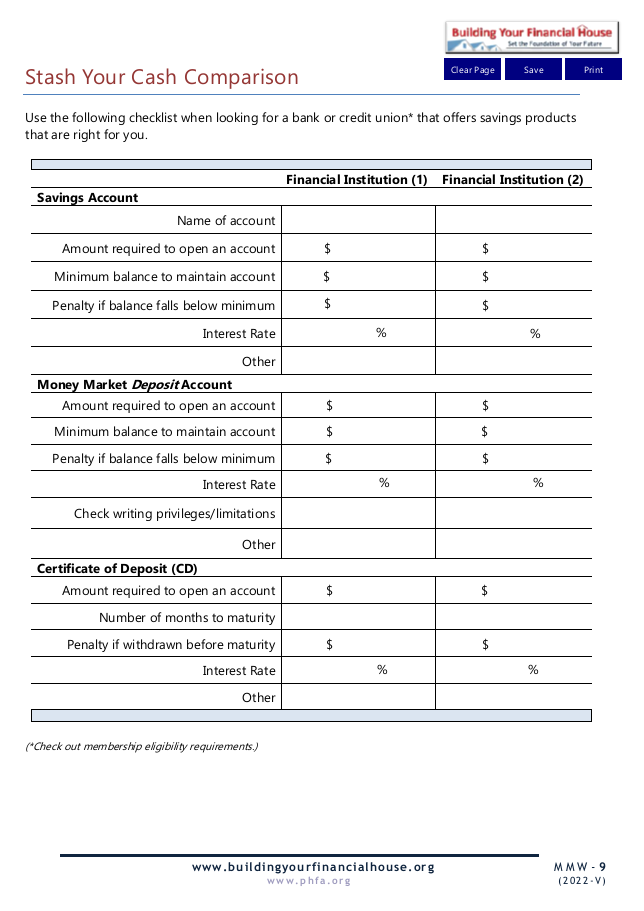 Building Your Financial House
Set the Foundation of Your Future
Clear Page Save Print
Stash Your Cash Comparison
Use the following checklist when looking for a bank or credit union* that offers savings products
that are right for you.
Financial Institution (1) Financial Institution (2)
Savings Account
Name of account
Amount required to open an account $ $
Minimum balance to maintain account $ $
Penalty if balance falls below minimum $ $
Interest Rate % %
Other
Money Market Deposit Account
Amount required to open an account $ $
Minimum balance to maintain account $ $
Penalty if balance falls below minimum $ $
Interest Rate % %
Check writing privileges/limitations
Other
Certificate of Deposit (CD)
Amount required to open an account $ $
Number of months to maturity
Penalty if withdrawn before maturity $ $
Interest Rate % %
Other
(*Check out membership eligibility requirements.)
www.buildingyourfinancialhouse.org MMW-9
www.phfa.org (2022-V)